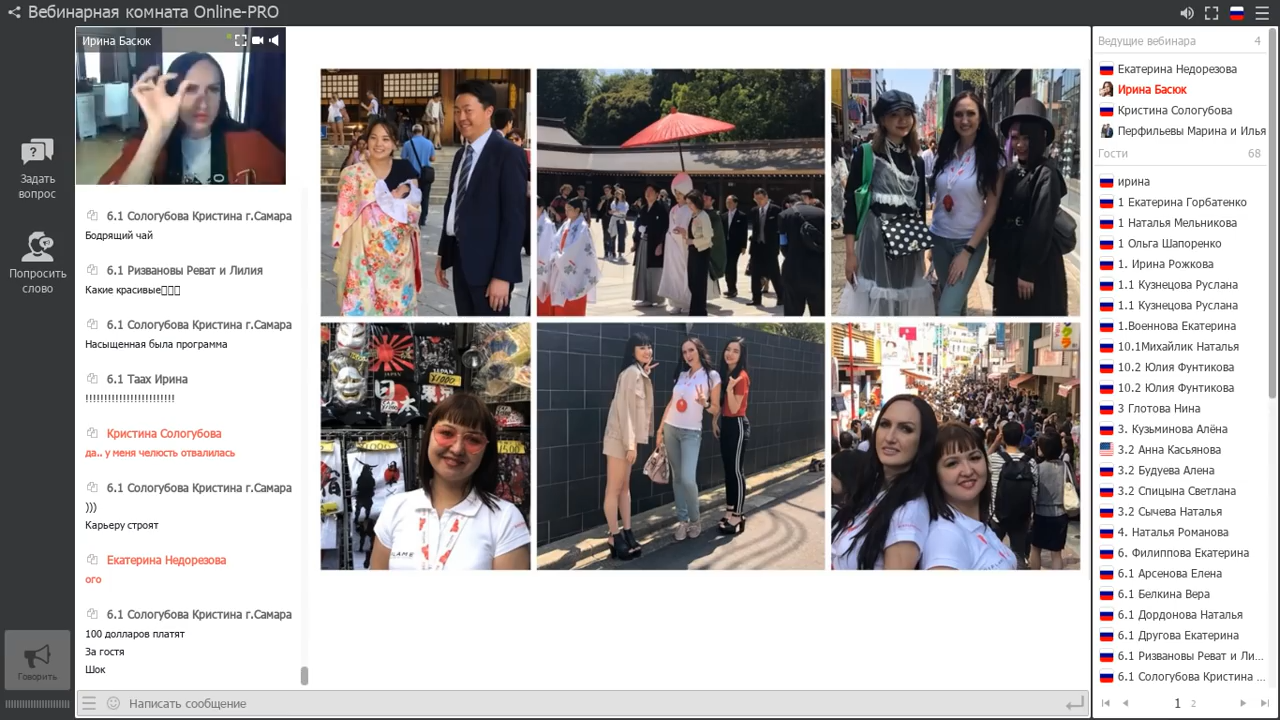 Вебинарная комната Online-PRO
Ирина Басюк
Задать
вопрос
Попросить
слово
Говорить
6.1 Сологубова Кристина г.Самара
Бодрящий чай
6.1 Ризвановы Реват и Лилия
Какие красивые
6.1 Сологубова Кристина г.Самара
Насыщенная была программа
6.1 Таах Ирина
!!!!!!!!!!!!!!!!!!!!!!!!
Кристина Сологубова
да.. у меня челюсть отвалилась
6.1 Сологубова Кристина г.Самара
)))
Карьеру строят
Екатерина Недорезова
ого
6.1 Сологубова Кристина г.Самара
100 долларов платят
За гостя
Шок
Написать сообщение
JAPAN
¥1000
日本
Ведущие вебинара 4
Екатерина Недорезова
Ирина Басюк
Кристина Сологубова
Перфильевы Марина и Илья
Гости 68
ирина
1 Екатерина Горбатенко
1 Наталья Мельникова
1 Ольга Шапоренко
1. Ирина Рожкова
1.1 Кузнецова Руслана
1.1 Кузнецова Руслана
1.Военнова Екатерина
10.1Михайлик Наталья
10.2 Юлия Фунтикова
10.2 Юлия Фунтикова
3 Глотова Нина
3. Кузьминова Алёна
3.2 Анна Касьянова
3.2 Будуева Алена
3.2 Спицына Светлана
3.2 Сычева Наталья
4. Наталья Романова
6. Филиппова Екатерина
6.1 Арсенова Елена
6.1 Белкина Вера
6.1 Дордонова Наталья
6.1 Другова Екатерина
6.1 Ризвановы Реват и Ли...
6.1 Сологубова Кристина ...
1 2